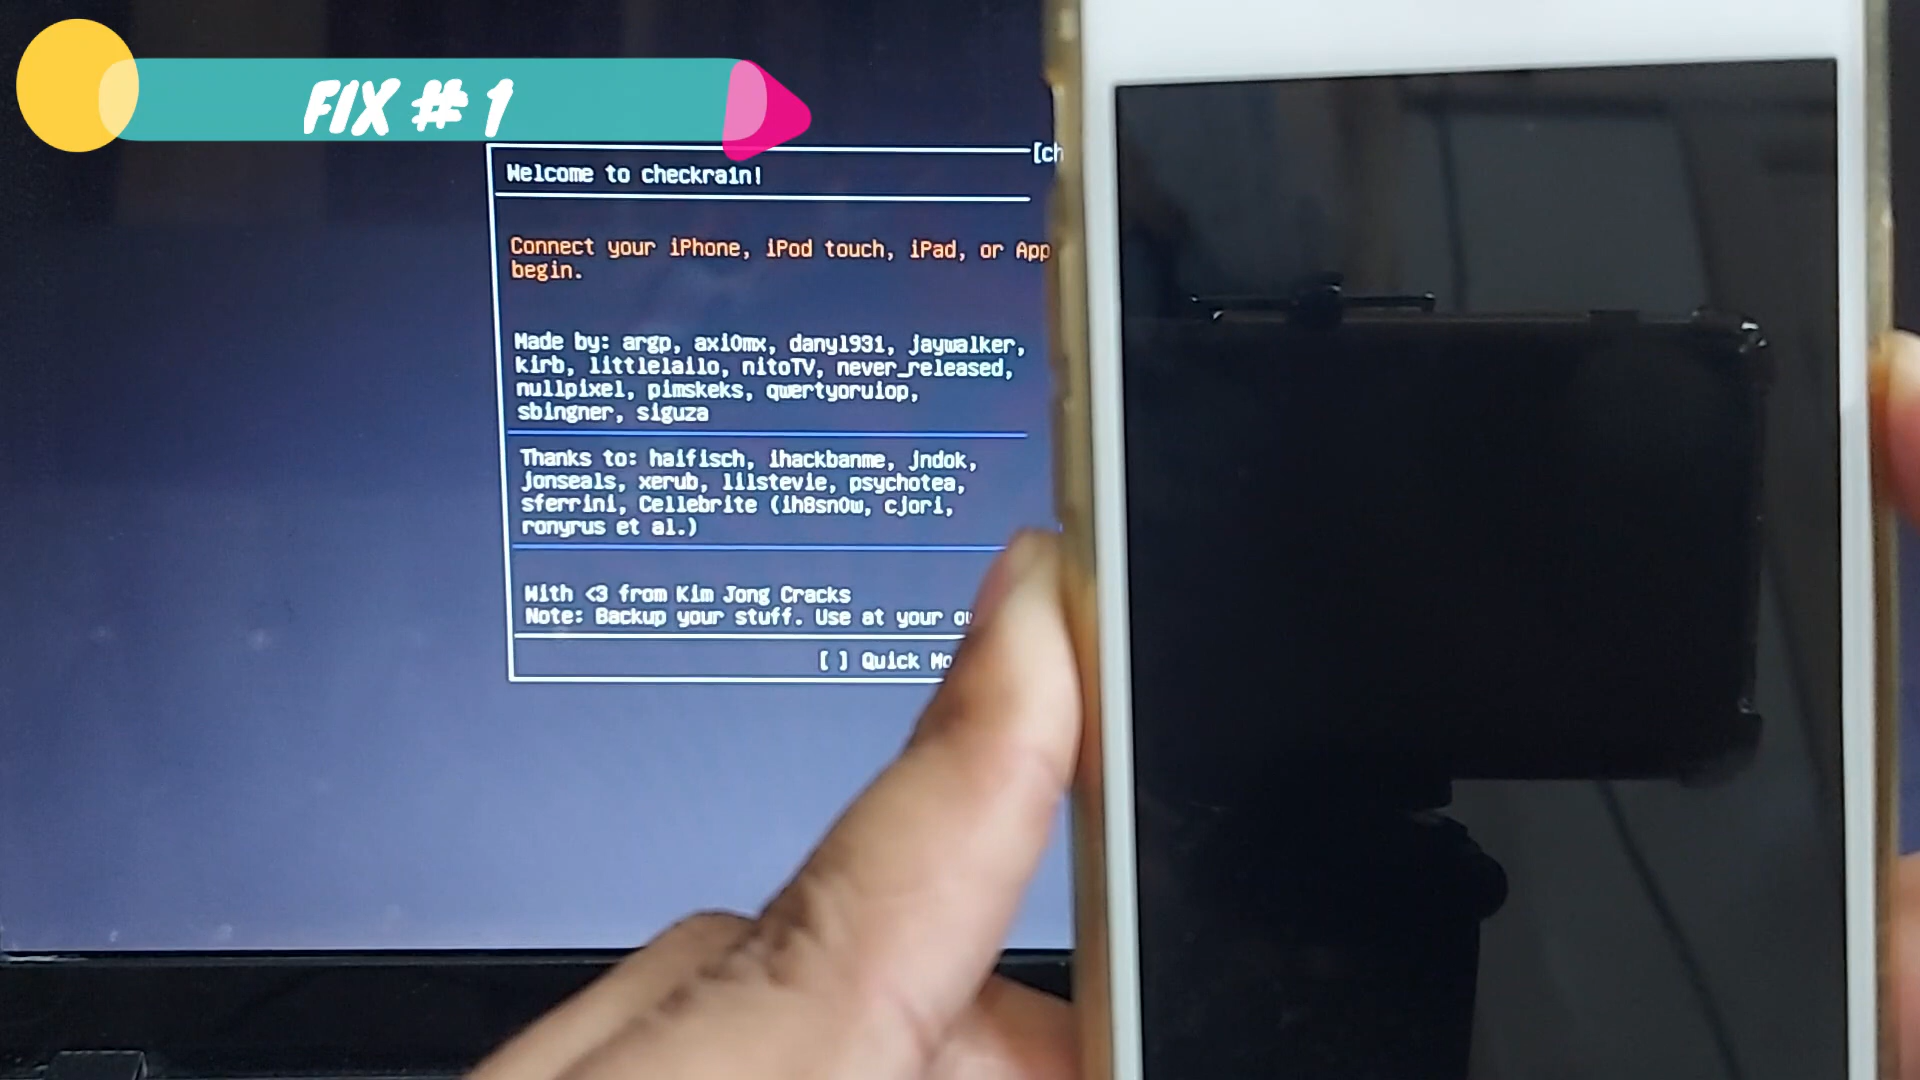 FIX # 1
[ch
Welcome to checkra1n!
Connect your iPhone, iPod touch, iPad, or App
begin.
Made by: argp, axi0mx, danyl931, jaywalker,
kirb, littlelailo, nitoTV, never_released,
nullpixel, pimskeks, qwertyoruiop,
sbingner, siguza
Thanks to: haifisch, ihackbanme, jndok,
jonseals, xerub, lilstevie, psychotea,
sferrini, Cellebrite (ih8sn0w, cjori,
ronyrus et al.)
With <3 from Kim Jong Cracks
Note: Backup your stuff. Use at your
[ ] Quick Mo